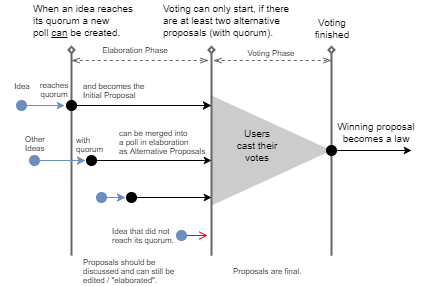 When an idea reaches
its quorum a new
poll can be created.
Voting can only start, if there
are at least two alternative
proposals (with quorum).
Voting
finished
Elaboration Phase
Voting Phase
Idea
reaches
quorum
and becomes the
Initial Proposal
Other
Ideas
with
quorum
can be merged into
a poll in elaboration
as Alternative Proposals
Users
cast their
votes
Winning proposal
becomes a law
Idea that did not
reach its quorum.
Proposals should be
discussed and can still be
edited / "elaborated".
Proposals are final.